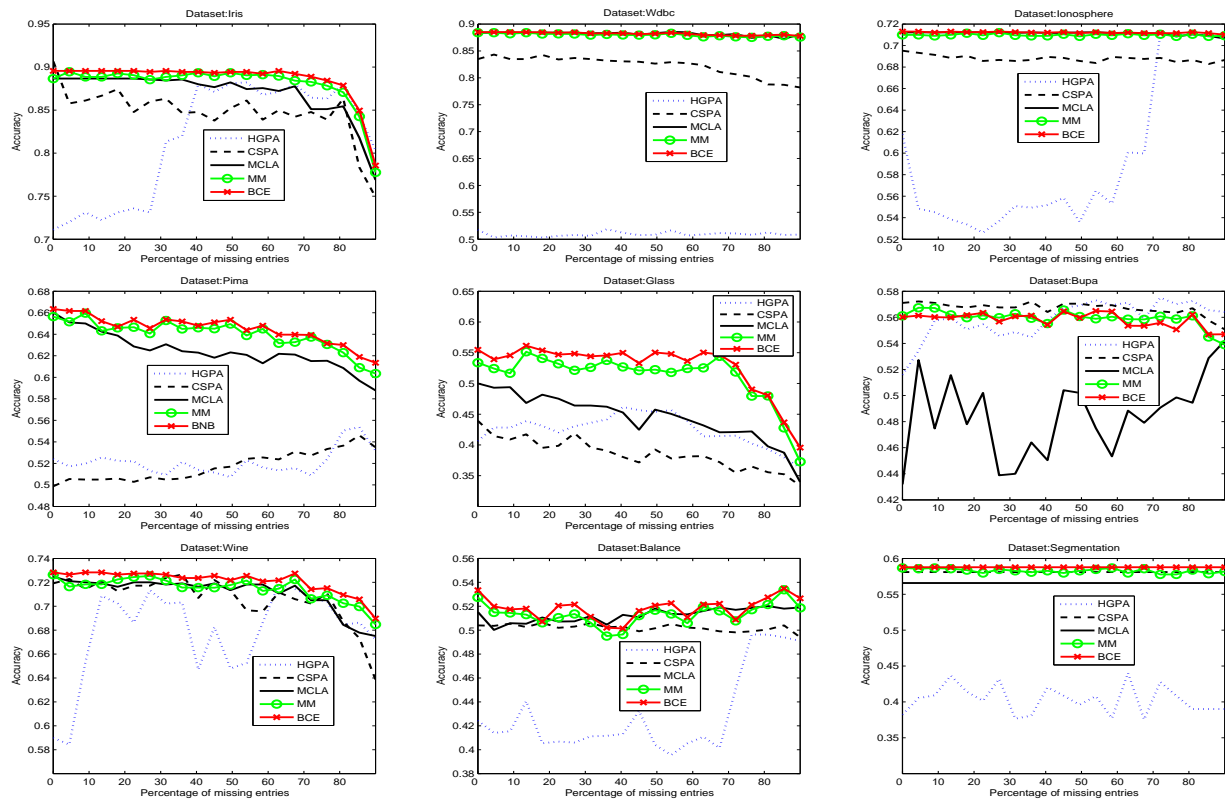 Dataset:Iris
0.95
0.9
0.85
0.8
0.75
0.7
Accuracy
HGPA
CSPA
MCLA
MM
BCE
0 10 20 30 40 50 60 70 80
Percentage of missing entries
Dataset:Wdbc
0.9
0.85
0.8
0.75
0.7
0.65
0.6
0.55
0.5
Accuracy
HGPA
CSPA
MCLA
MM
BCE
0 10 20 30 40 50 60 70 80
Percentage of missing entries
Dataset:Ionosphere
0.72
0.7
0.68
0.66
0.64
0.62
0.6
0.58
0.56
0.54
0.52
Accuracy
HGPA
CSPA
MCLA
MM
BCE
0 10 20 30 40 50 60 70 80
Percentage of missing entries
Dataset:Pima
0.68
0.66
0.64
0.62
0.6
0.58
0.56
0.54
0.52
0.5
0.48
Accuracy
HGPA
CSPA
MCLA
MM
BNB
0 10 20 30 40 50 60 70 80
Percentage of missing entries
Dataset:Glass
0.65
0.6
0.55
0.5
0.45
0.4
0.35
Accuracy
HGPA
CSPA
MCLA
MM
BCE
0 10 20 30 40 50 60 70 80
Percentage of missing entries
Dataset:Bupa
0.58
0.56
0.54
0.52
0.5
0.48
0.46
0.44
0.42
Accuracy
HGPA
CSPA
MCLA
MM
BCE
0 10 20 30 40 50 60 70 80
Percentage of missing entries
Dataset:Wine
0.74
0.72
0.7
0.68
0.66
0.64
0.62
0.6
0.58
Accuracy
HGPA
CSPA
MCLA
MM
BCE
0 10 20 30 40 50 60 70 80
Percentage of missing entries
Dataset:Balance
0.56
0.54
0.52
0.5
0.48
0.46
0.44
0.42
0.4
0.38
Accuracy
HGPA
CSPA
MCLA
MM
BCE
0 10 20 30 40 50 60 70 80
Percentage of missing entries
Dataset:Segmentation
0.6
0.55
0.5
0.45
0.4
0.35
Accuracy
HGPA
CSPA
MCLA
MM
BCE
0 10 20 30 40 50 60 70 80
Percentage of missing entries